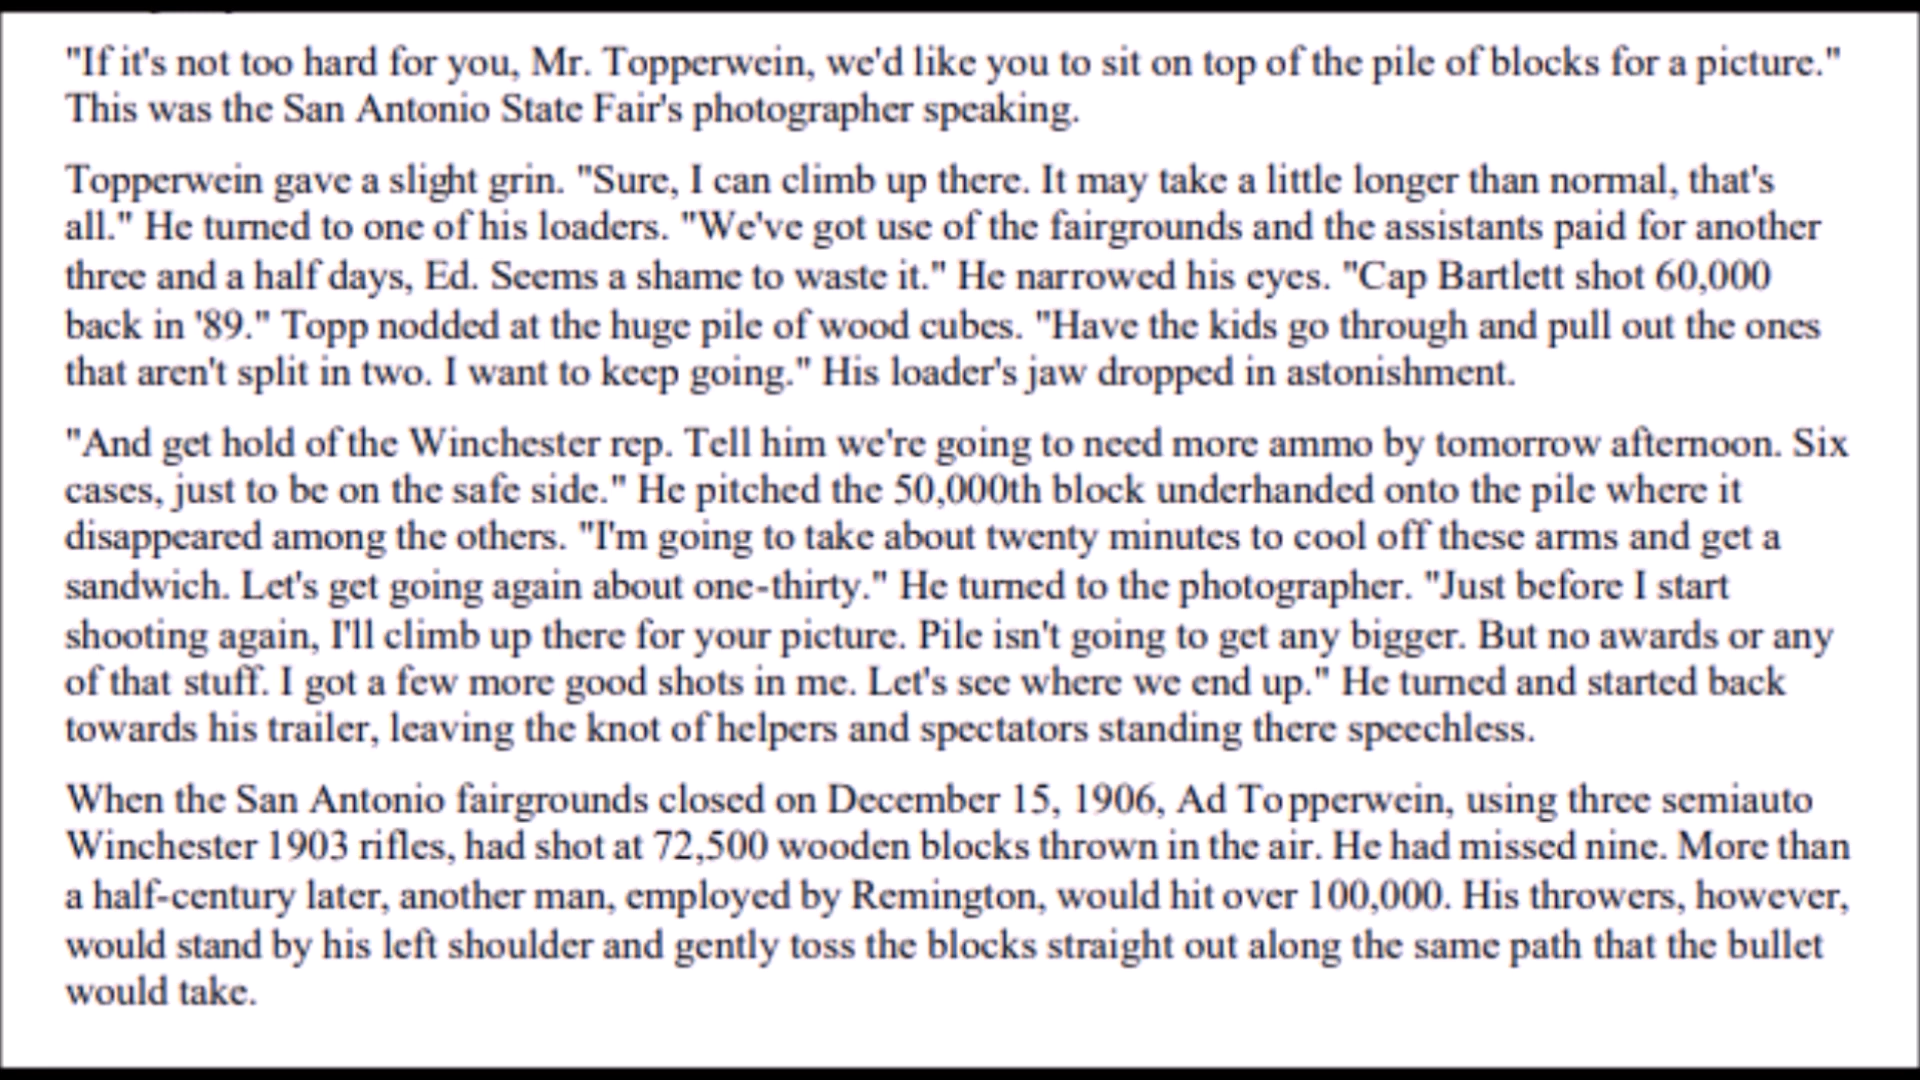 "If it's not too hard for you, Mr. Topperwein, we'd like you to sit on top of the pile of blocks for a picture."
This was the San Antonio State Fair's photographer speaking.
Topperwein gave a slight grin. "Sure, I can climb up there. It may take a little longer than normal, that's
all." He turned to one of his loaders. "We've got use of the fairgrounds and the assistants paid for another
three and a half days, Ed. Seems a shame to waste it." He narrowed his eyes. "Cap Bartlett shot 60,000
back in '89." Topp nodded at the huge pile of wood cubes. "Have the kids go through and pull out the ones
that aren't split in two. I want to keep going." His loader's jaw dropped in astonishment.
"And get hold of the Winchester rep. Tell him we're going to need more ammo by tomorrow afternoon. Six
cases, just to be on the safe side." He pitched the 50,000th block underhanded onto the pile where it
disappeared among the others. "I'm going to take about twenty minutes to cool off these arms and get a
sandwich. Let's get going again about one-thirty." He turned to the photographer. "Just before I start
shooting again, I'll climb up there for your picture. Pile isn't going to get any bigger. But no awards or any
of that stuff. I got a few more good shots in me. Let's see where we end up." He turned and started back
towards his trailer, leaving the knot of helpers and spectators standing there speechless.
When the San Antonio fairgrounds closed on December 15, 1906, Ad Topperwein, using three semiauto
Winchester 1903 rifles, had shot at 72,500 wooden blocks thrown in the air. He had missed nine. More than
a half-century later, another man, employed by Remington, would hit over 100,000. His throwers, however,
would stand by his left shoulder and gently toss the blocks straight out along the same path that the bullet
would take.